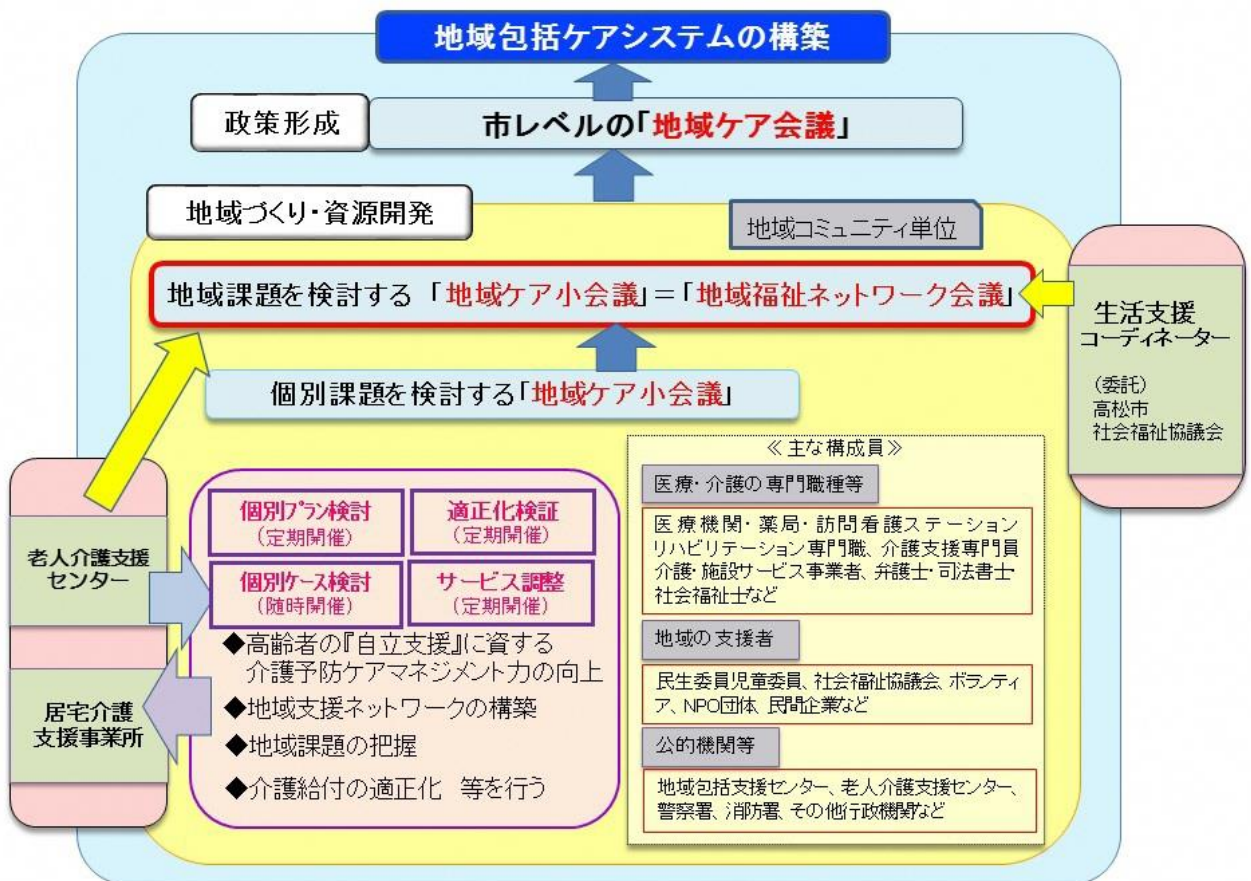 地域包括ケアシステムの構築
政策形成
市レベルの「地域ケア会議」
地域づくり・資源開発
地域コミュニティ単位
地域課題を検討する 「地域ケア小会議」＝「地域福祉ネットワーク会議」
生活支援
コーディネーター
（委託）
高松市
社会福祉協議会
個別課題を検討する「地域ケア小会議」
老人介護支援
センター
居宅介護
支援事業所
個別プラン検討
（定期開催）
適正化検証
（定期開催）
個別ケース検討
（随時開催）
サービス調整
（定期開催）
◆高齢者の『自立支援』に資する
介護予防ケアマネジメント力の向上
◆地域支援ネットワークの構築
◆地域課題の把握
◆介護給付の適正化 等を行う
≪主な構成員≫
医療・介護の専門職種等
医療機関・薬局・訪問看護ステーション
リハビリテーション専門職、介護支援専門員
介護・施設サービス事業者、弁護士・司法書士・
社会福祉士など
地域の支援者
民生委員児童委員、社会福祉協議会、ボランティ
ア、NPO団体、民間企業など
公的機関等
地域包括支援センター、老人介護支援センター、
警察署、消防署、その他行政機関など